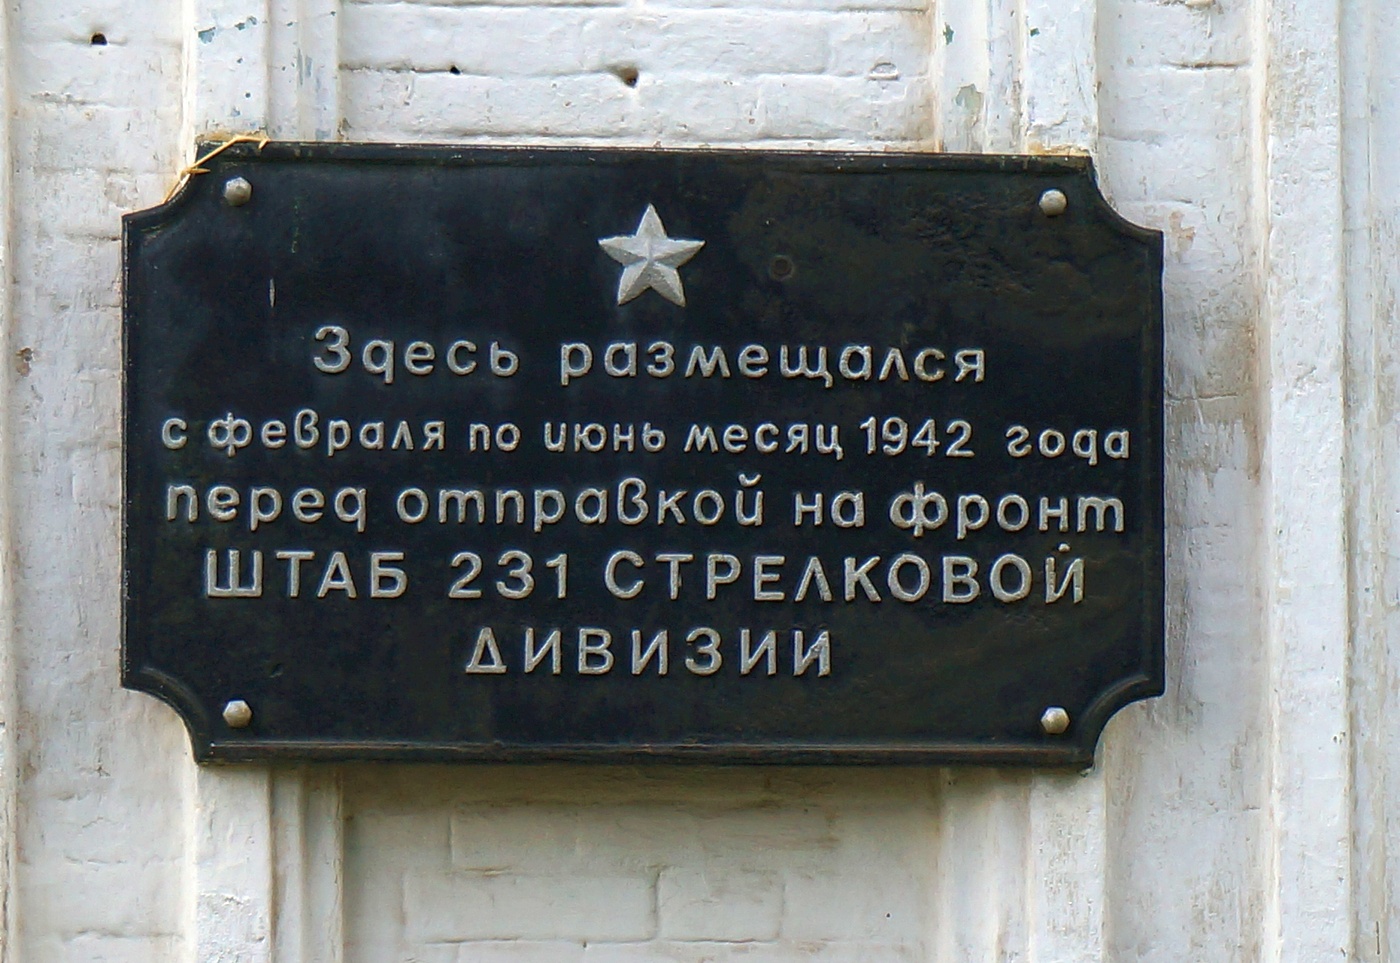 Здесь размещался
с февраля по июнь месяц 1942 года
перед отправкой на фронт
ШТАБ 231 СТРЕЛКОВОЙ
ДИВИЗИИ